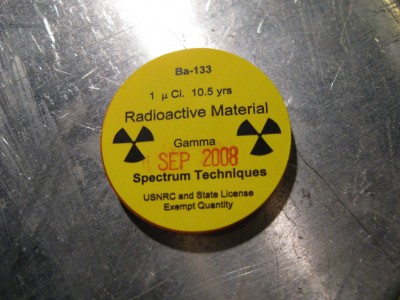 Ba-133
1 μ Ci. 10.5 yrs
Radioactive Material
Gamma
SEP 2008
Spectrum Techniques
USNRC and State License
Exempt Quantity